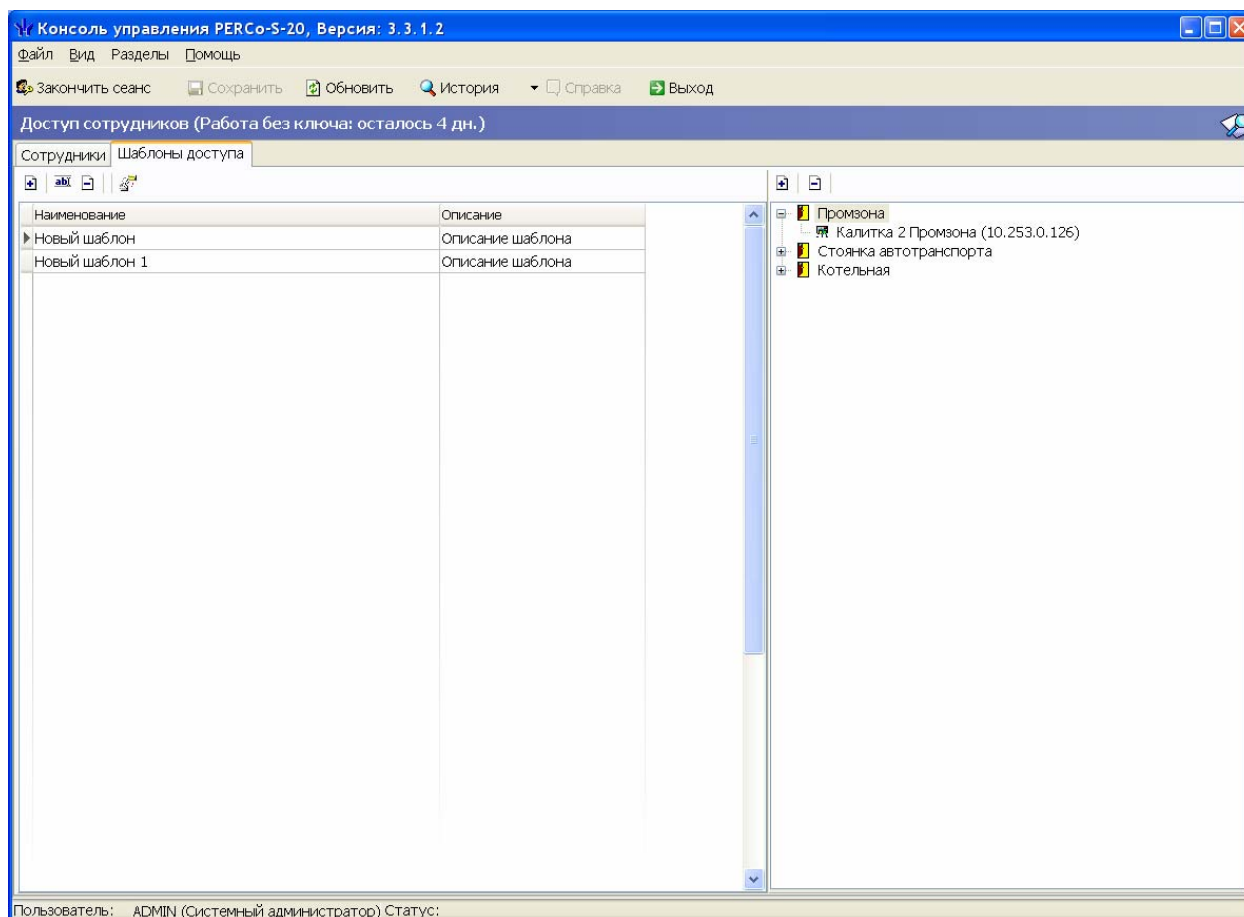 Консоль управления PERCo-S-20, Версия: 3.3.1.2
Файл Вид Разделы Помощь
Закончить сеанс Сохранить Обновить История Справка Выход
Доступ сотрудников (Работа без ключа: осталось 4 дн.)
Сотрудники Шаблоны доступа
abI
Наименование Описание
Новый шаблон Описание шаблона
Новый шаблон 1 Описание шаблона
Промзона
Калитка 2 Промзона (10.253.0.126)
Стоянка автотранспорта
Котельная
Пользователь: ADMIN (Системный администратор) Статус: